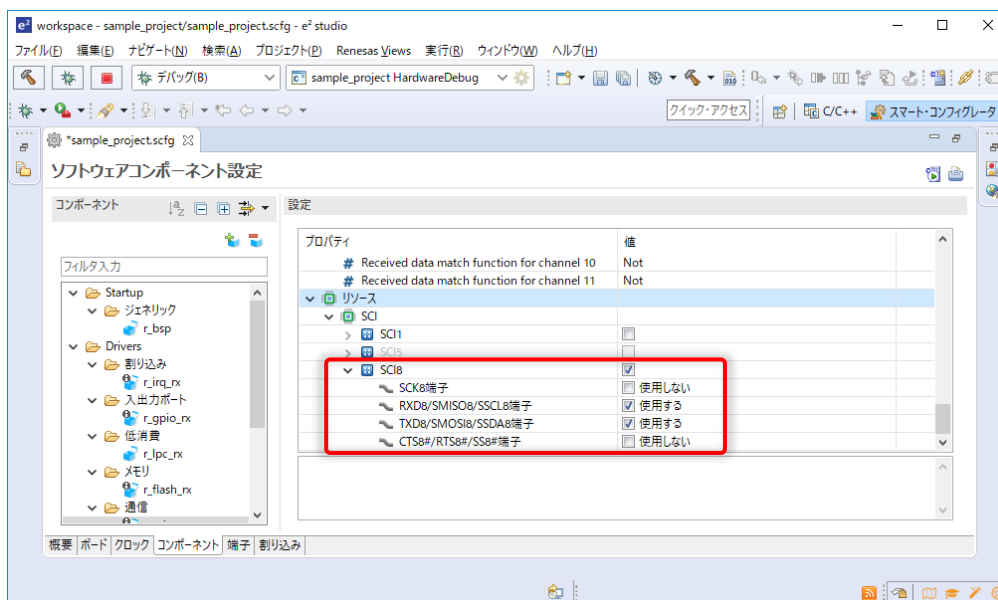 workspace - sample_project/sample_project.scfg - e² studio
ファイル(F) 編集(E) ナビゲート(N) 検索(A) プロジェクト(P) Renesas Views 実行(R) ウィンドウ(W) ヘルプ(H)
デバッグ(B) sample_project HardwareDebug
クイック・アクセス C/C++ スマート・コンフィグレータ
*sample_project.scfg
ソフトウェアコンポーネント設定
コンポーネント 設定
フィルタ入力
Startup
ジェネリック
r_bsp
Drivers
割り込み
r_irq_rx
入出力ポート
r_gpio_rx
低消費
r_lpc_rx
メモリ
r_flash_rx
通信
プロパティ 値
# Received data match function for channel 10 Not
# Received data match function for channel 11 Not
リソース
SCI
SCI1
SCI5
SCI8
SCK8端子 使用しない
RXD8/SMISO8/SSCL8端子 使用する
TXD8/SMOSI8/SSDA8端子 使用する
CTS8#/RTS8#/SS8#端子 使用しない
概要 ボード クロック コンポーネント 端子 割り込み